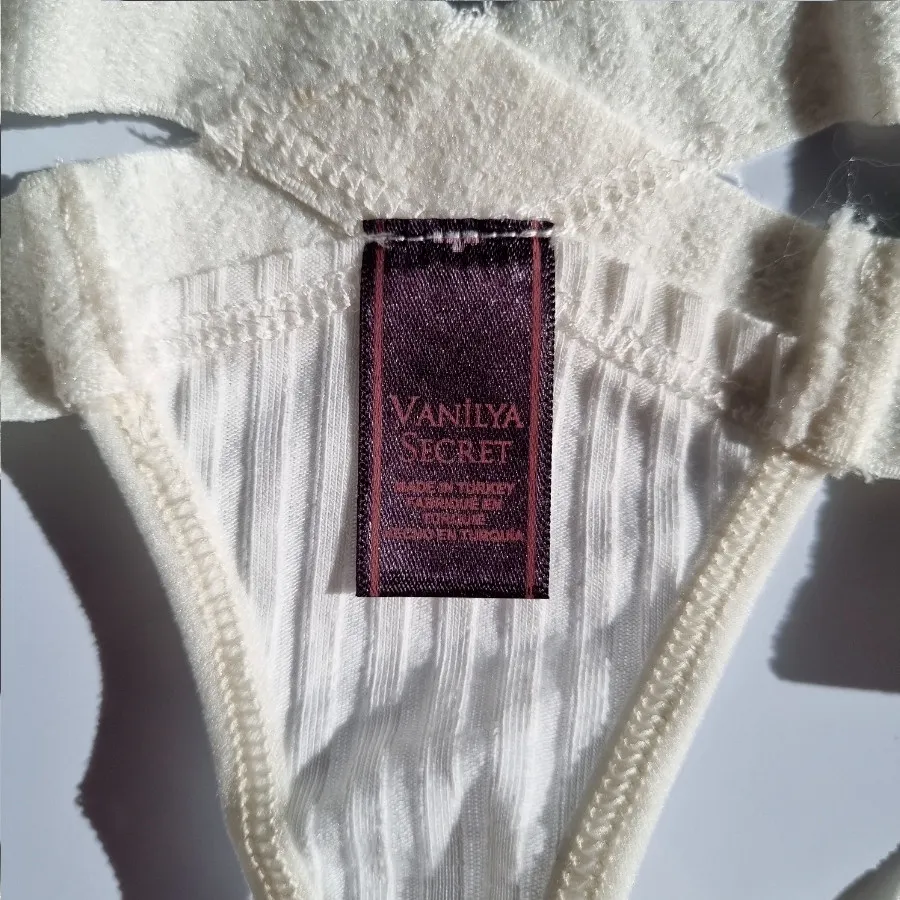 VANİLYA
SECRET
MADE IN TURKEY
FABRIQUÉ EN
TURQUIE
HECHO EN TURQUIA